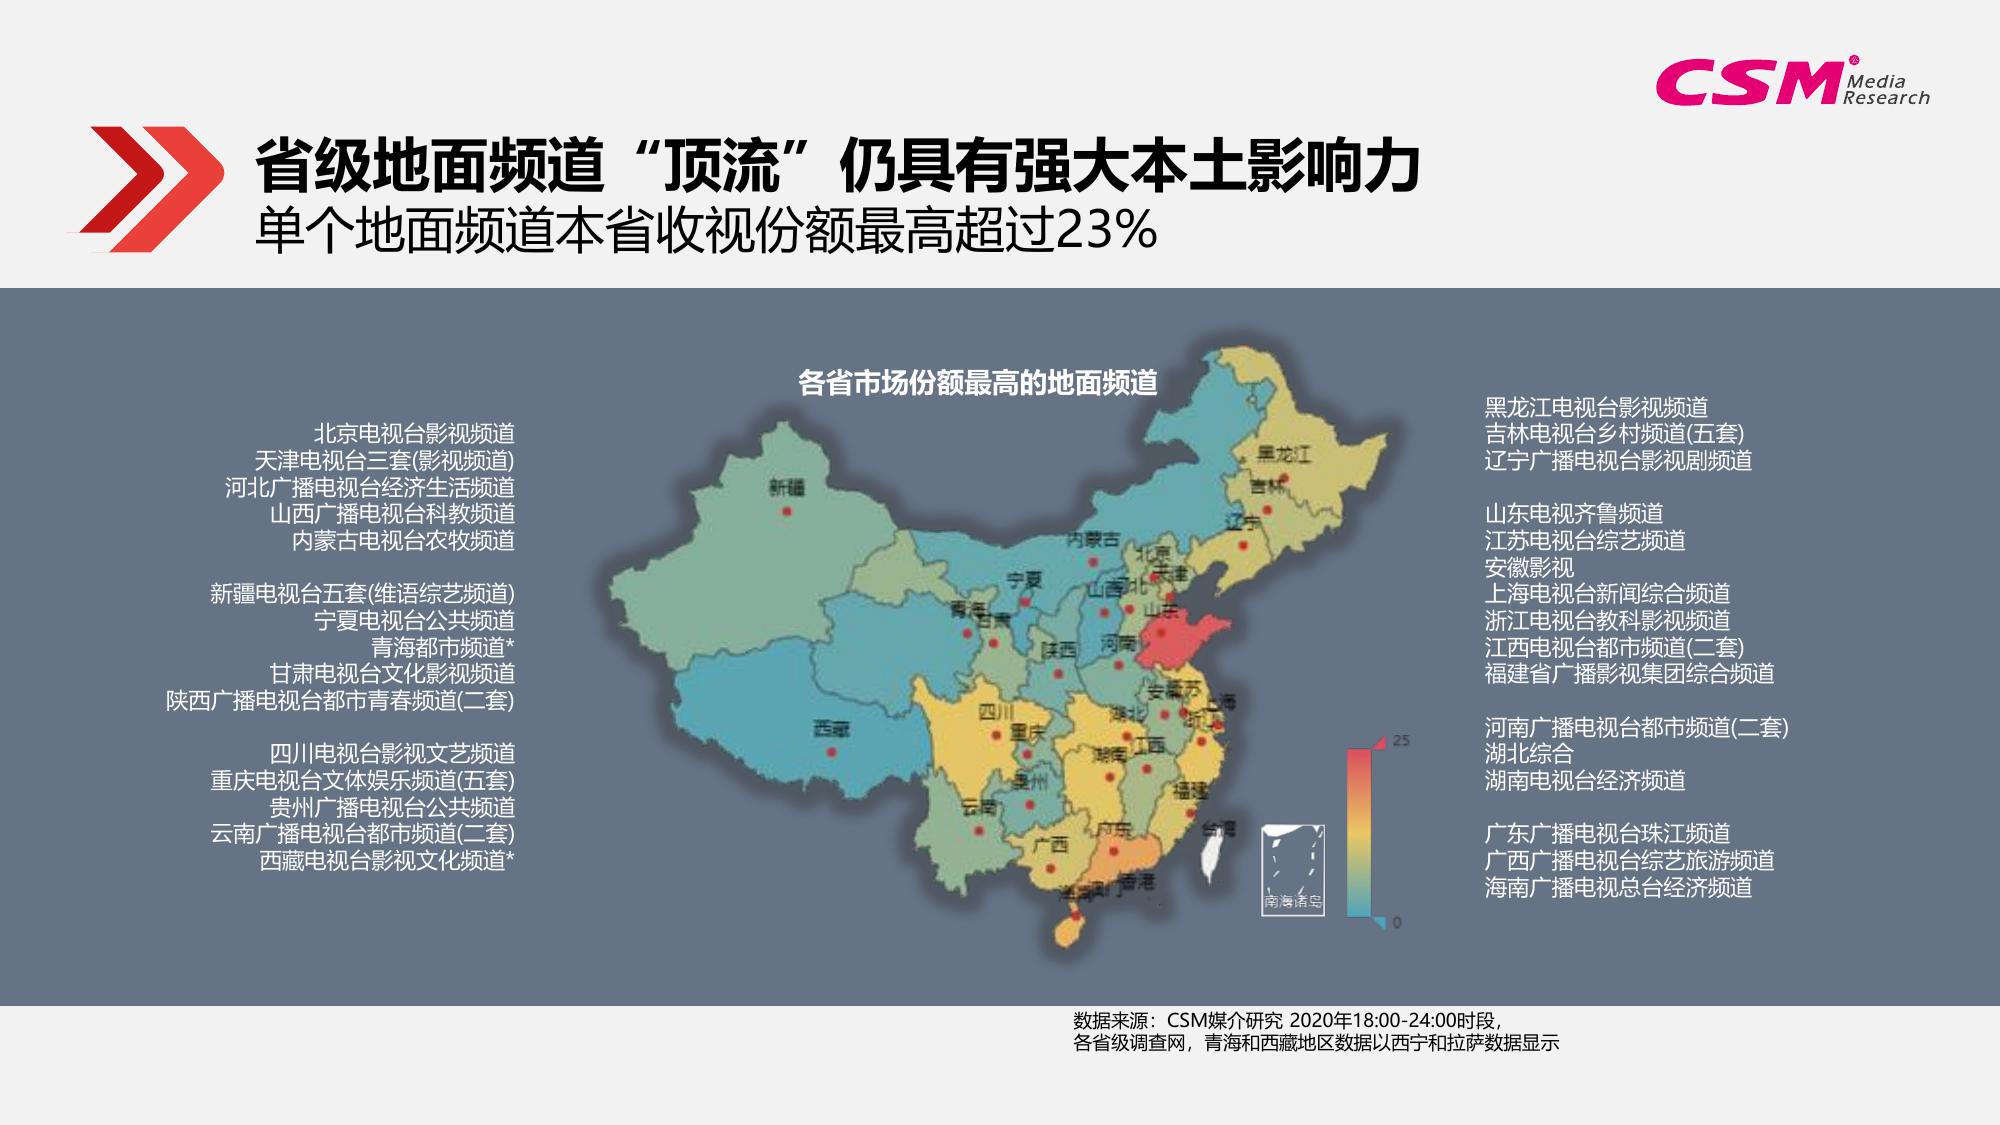 CSM Media Research
省级地面频道“顶流”仍具有强大本土影响力
单个地面频道本省收视份额最高超过23%
各省市场份额最高的地面频道
北京电视台影视频道
天津电视台三套(影视频道)
河北广播电视台经济生活频道
山西广播电视台科教频道
内蒙古电视台农牧频道
新疆电视台五套(维语综艺频道)
宁夏电视台公共频道
青海都市频道*
甘肃电视台文化影视频道
陕西广播电视台都市青春频道(二套)
四川电视台影视文艺频道
重庆电视台文体娱乐频道(五套)
贵州广播电视台公共频道
云南广播电视台都市频道(二套)
西藏电视台影视文化频道*
黑龙江
吉林
辽宁
新疆
内蒙古
北京
天津
宁夏
山西
河北
青海
甘肃
山东
陕西
河南
西藏
四川
重庆
湖北
安徽
江苏
上海
浙江
湖南
江西
贵州
云南
福建
广西
广东
台湾
海南
澳门
香港
南海诸岛
25
0
黑龙江电视台影视频道
吉林电视台乡村频道(五套)
辽宁广播电视台影视剧频道
山东电视齐鲁频道
江苏电视台综艺频道
安徽影视
上海电视台新闻综合频道
浙江电视台教科影视频道
江西电视台都市频道(二套)
福建省广播影视集团综合频道
河南广播电视台都市频道(二套)
湖北综合
湖南电视台经济频道
广东广播电视台珠江频道
广西广播电视台综艺旅游频道
海南广播电视总台经济频道
数据来源：CSM媒介研究 2020年18:00-24:00时段，
各省级调查网，青海和西藏地区数据以西宁和拉萨数据显示